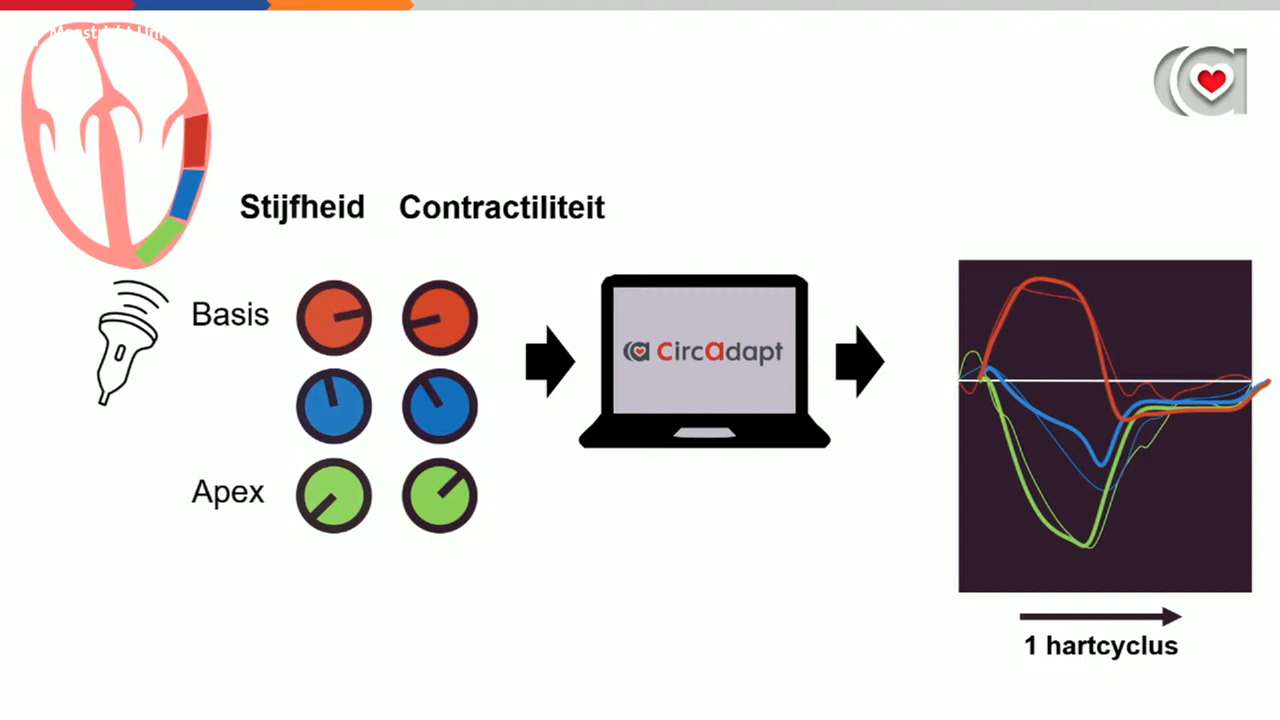 Stijfheid Contractiliteit
Basis
CircAdapt
Apex
1 hartcyclus